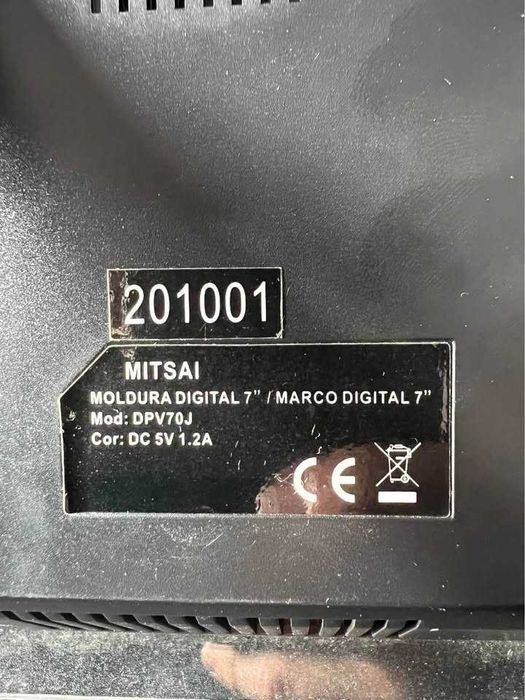 201001
MITSAI
MOLDURA DIGITAL 7" / MARCO DIGITAL 7"
Mod: DPV70J
Cor: DC 5V 1.2A
CE